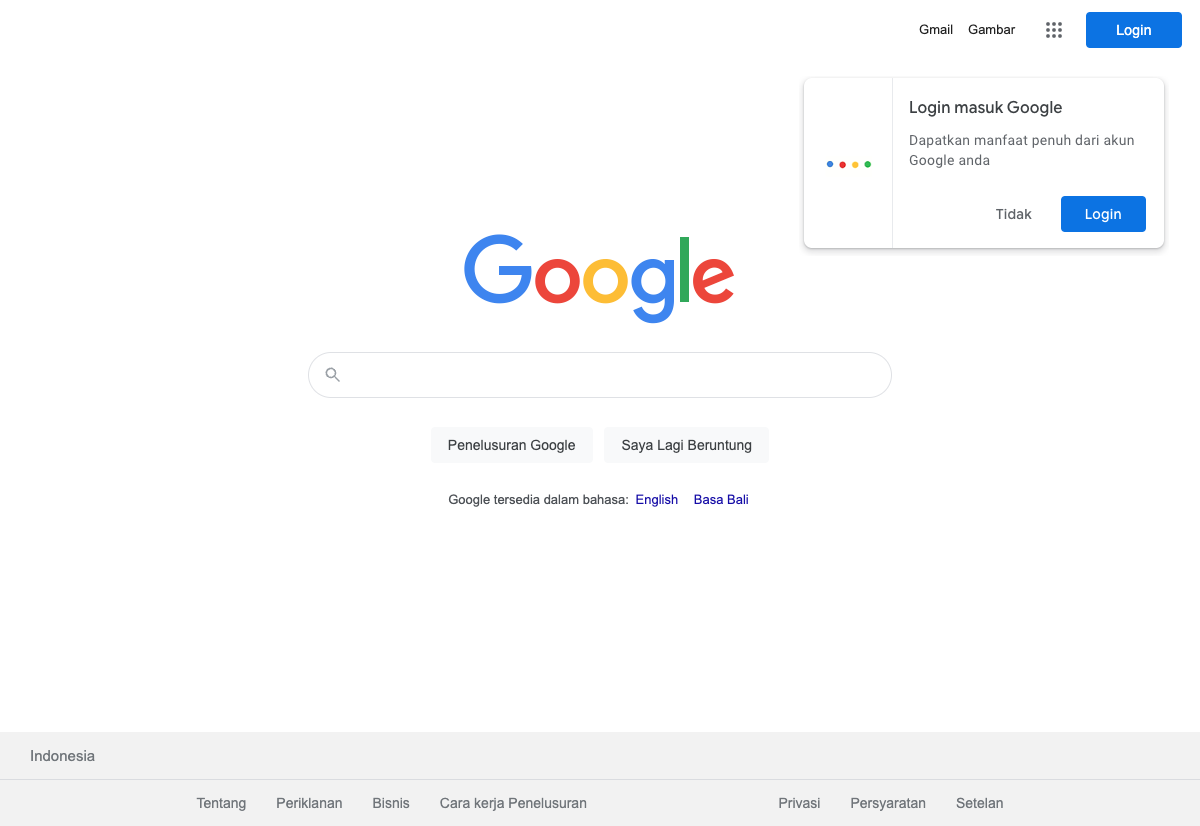 Gmail Gambar Login
Login masuk Google
Dapatkan manfaat penuh dari akun
Google anda
Tidak Login
Google
Penelusuran Google Saya Lagi Beruntung
Google tersedia dalam bahasa: English Basa Bali
Indonesia
Tentang Periklanan Bisnis Cara kerja Penelusuran Privasi Persyaratan Setelan